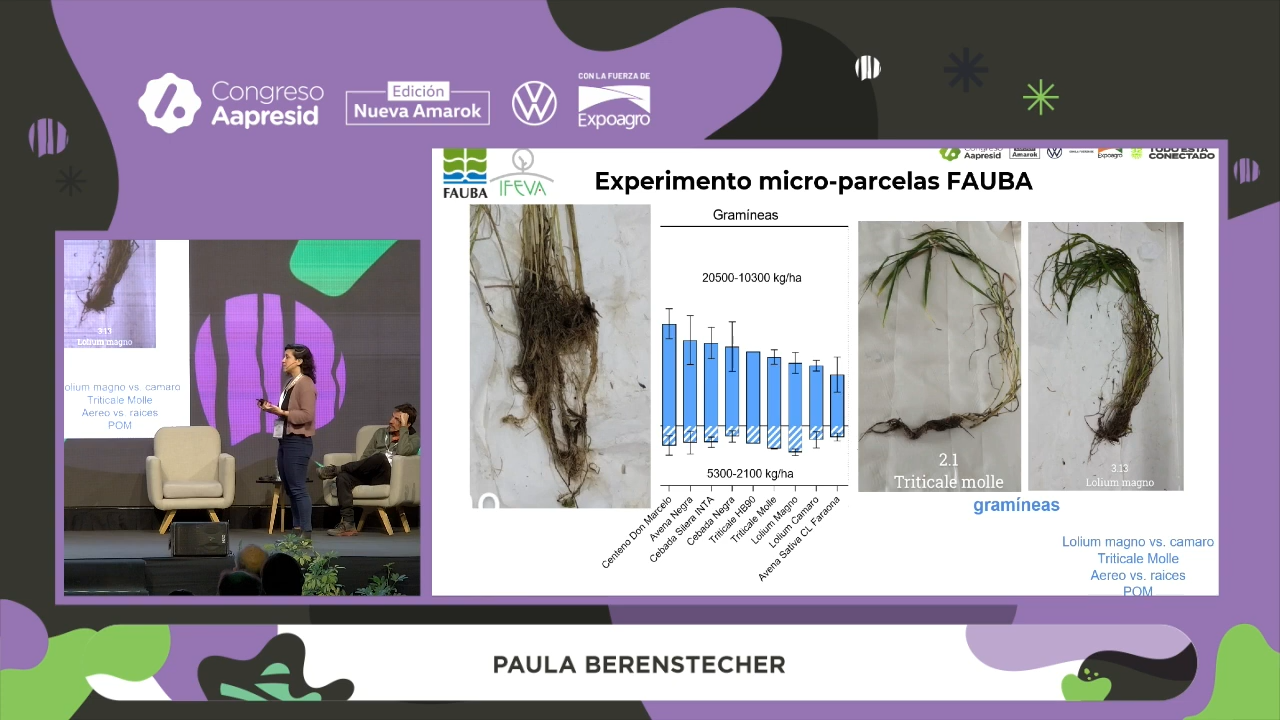 Congreso
Aapresid
Edición
Nueva Amarok
CON LA FUERZA DE
Expoagro
FAUBA
IFEVA
Congreso
Aapresid
Amarok
Expoagro
TODO ESTÁ
CONECTADO
Experimento micro-parcelas FAUBA
Gramíneas
20500-10300 kg/ha
5300-2100 kg/ha
Centeno Don Marcelo
Avena Negra
Cebada Silera INTA
Cebada Negra
Triticale HB90
Triticale Molle
Lolium Magno
Lolium Camaro
Avena Sativa CL Faraona
2.1
Triticale molle
3.13
Lolium magno
gramíneas
Lolium magno vs. camaro
Triticale Molle
Aereo vs. raices
POM
3.13
Lolium magno
olium magno vs. camaro
Triticale Molle
Aereo vs. raices
POM
PAULA BERENSTECHER